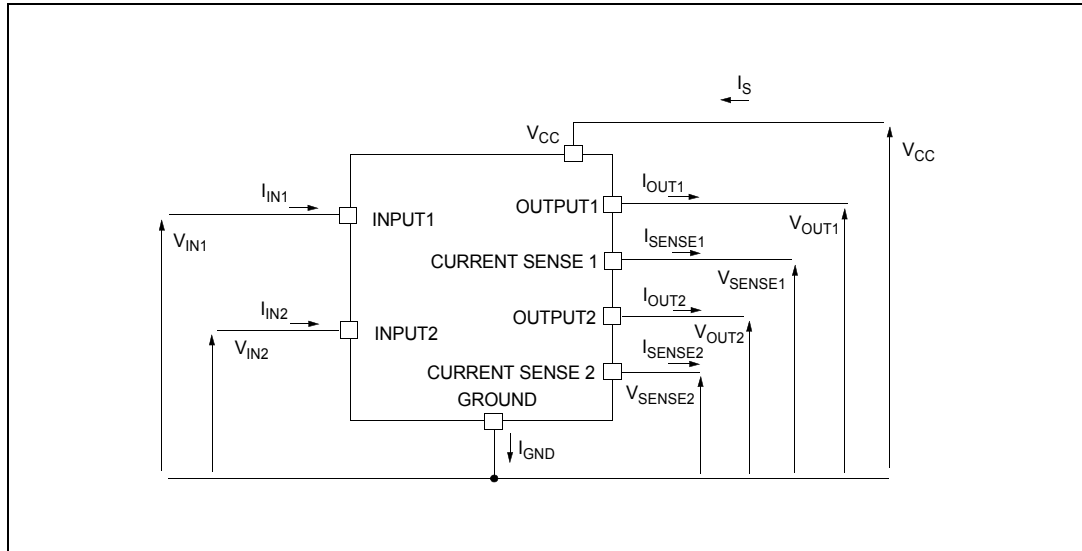 I_S
V_CC
V_CC
I_IN1
I_OUT1
OUTPUT1
INPUT1
V_IN1
V_OUT1
I_SENSE1
CURRENT SENSE 1
V_SENSE1
I_IN2
I_OUT2
OUTPUT2
INPUT2
V_OUT2
V_IN2
I_SENSE2
CURRENT SENSE 2
V_SENSE2
GROUND
I_GND